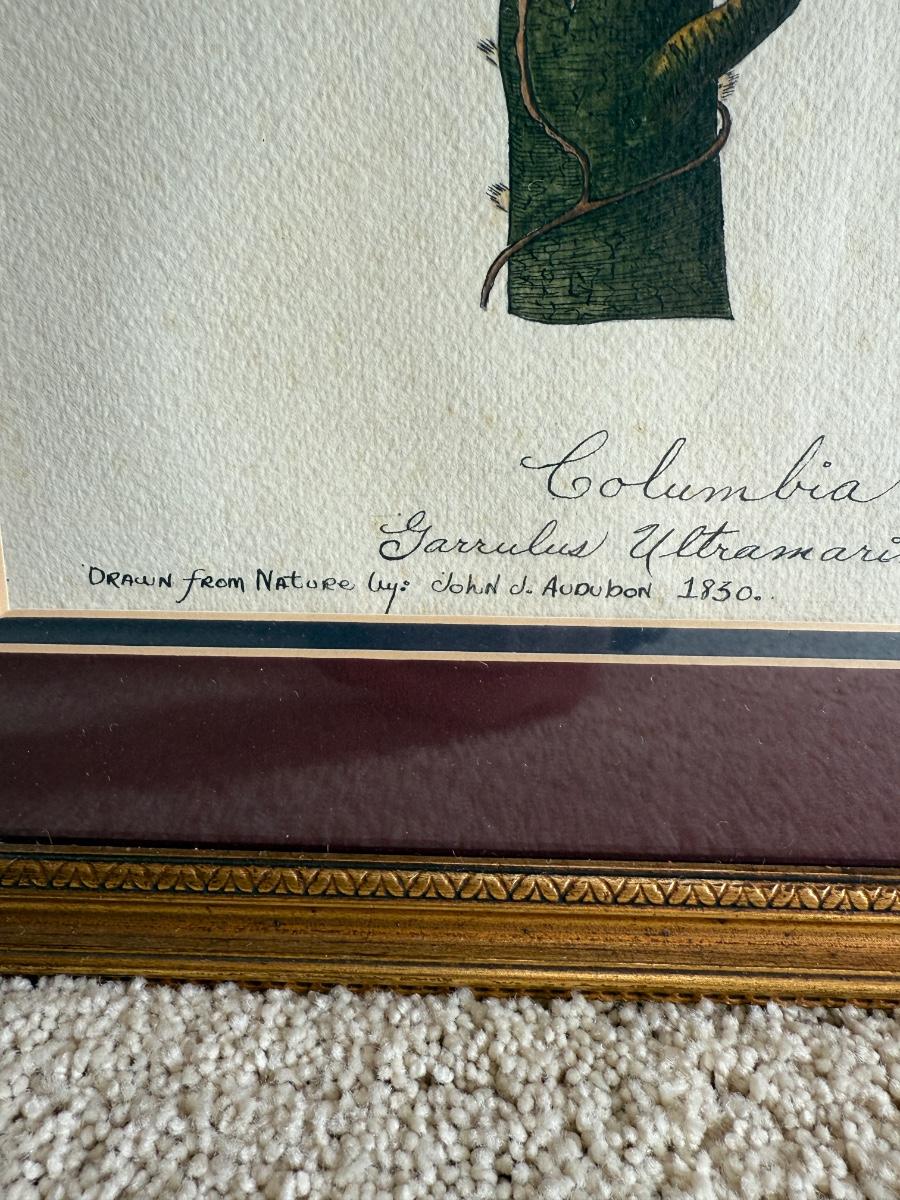 Columbia
Garrulus Ultramari
Drawn from Nature by: John J. Audubon 1830.